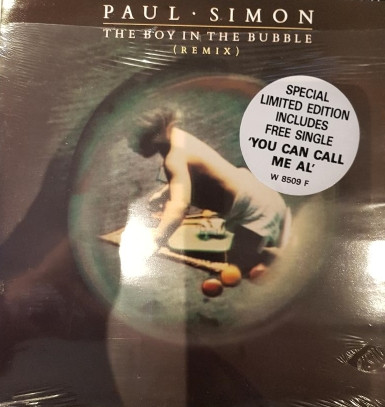 PAUL · SIMON
THE BOY IN THE BUBBLE
(REMIX)
SPECIAL
LIMITED EDITION
INCLUDES
FREE SINGLE
'YOU CAN CALL
ME AL'
W 8509 F